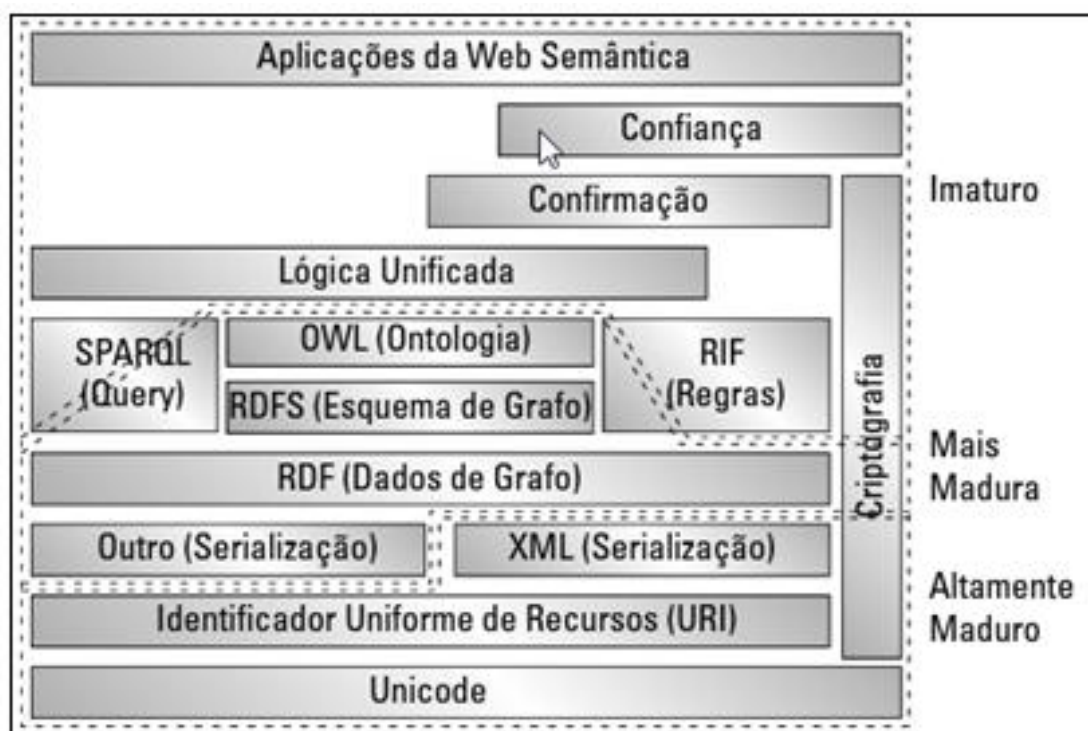 Aplicações da Web Semântica
Confiança
Imaturo
Confirmação
Lógica Unificada
SPARQL
(Query)
OWL (Ontologia)
RDFS (Esquema de Grafo)
RIF
(Regras)
Criptografia
Mais
Madura
RDF (Dados de Grafo)
Outro (Serialização)
XML (Serialização)
Altamente
Maduro
Identificador Uniforme de Recursos (URI)
Unicode